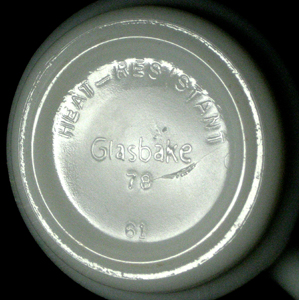 HEAT-RESISTANT
Glasbake
78
61